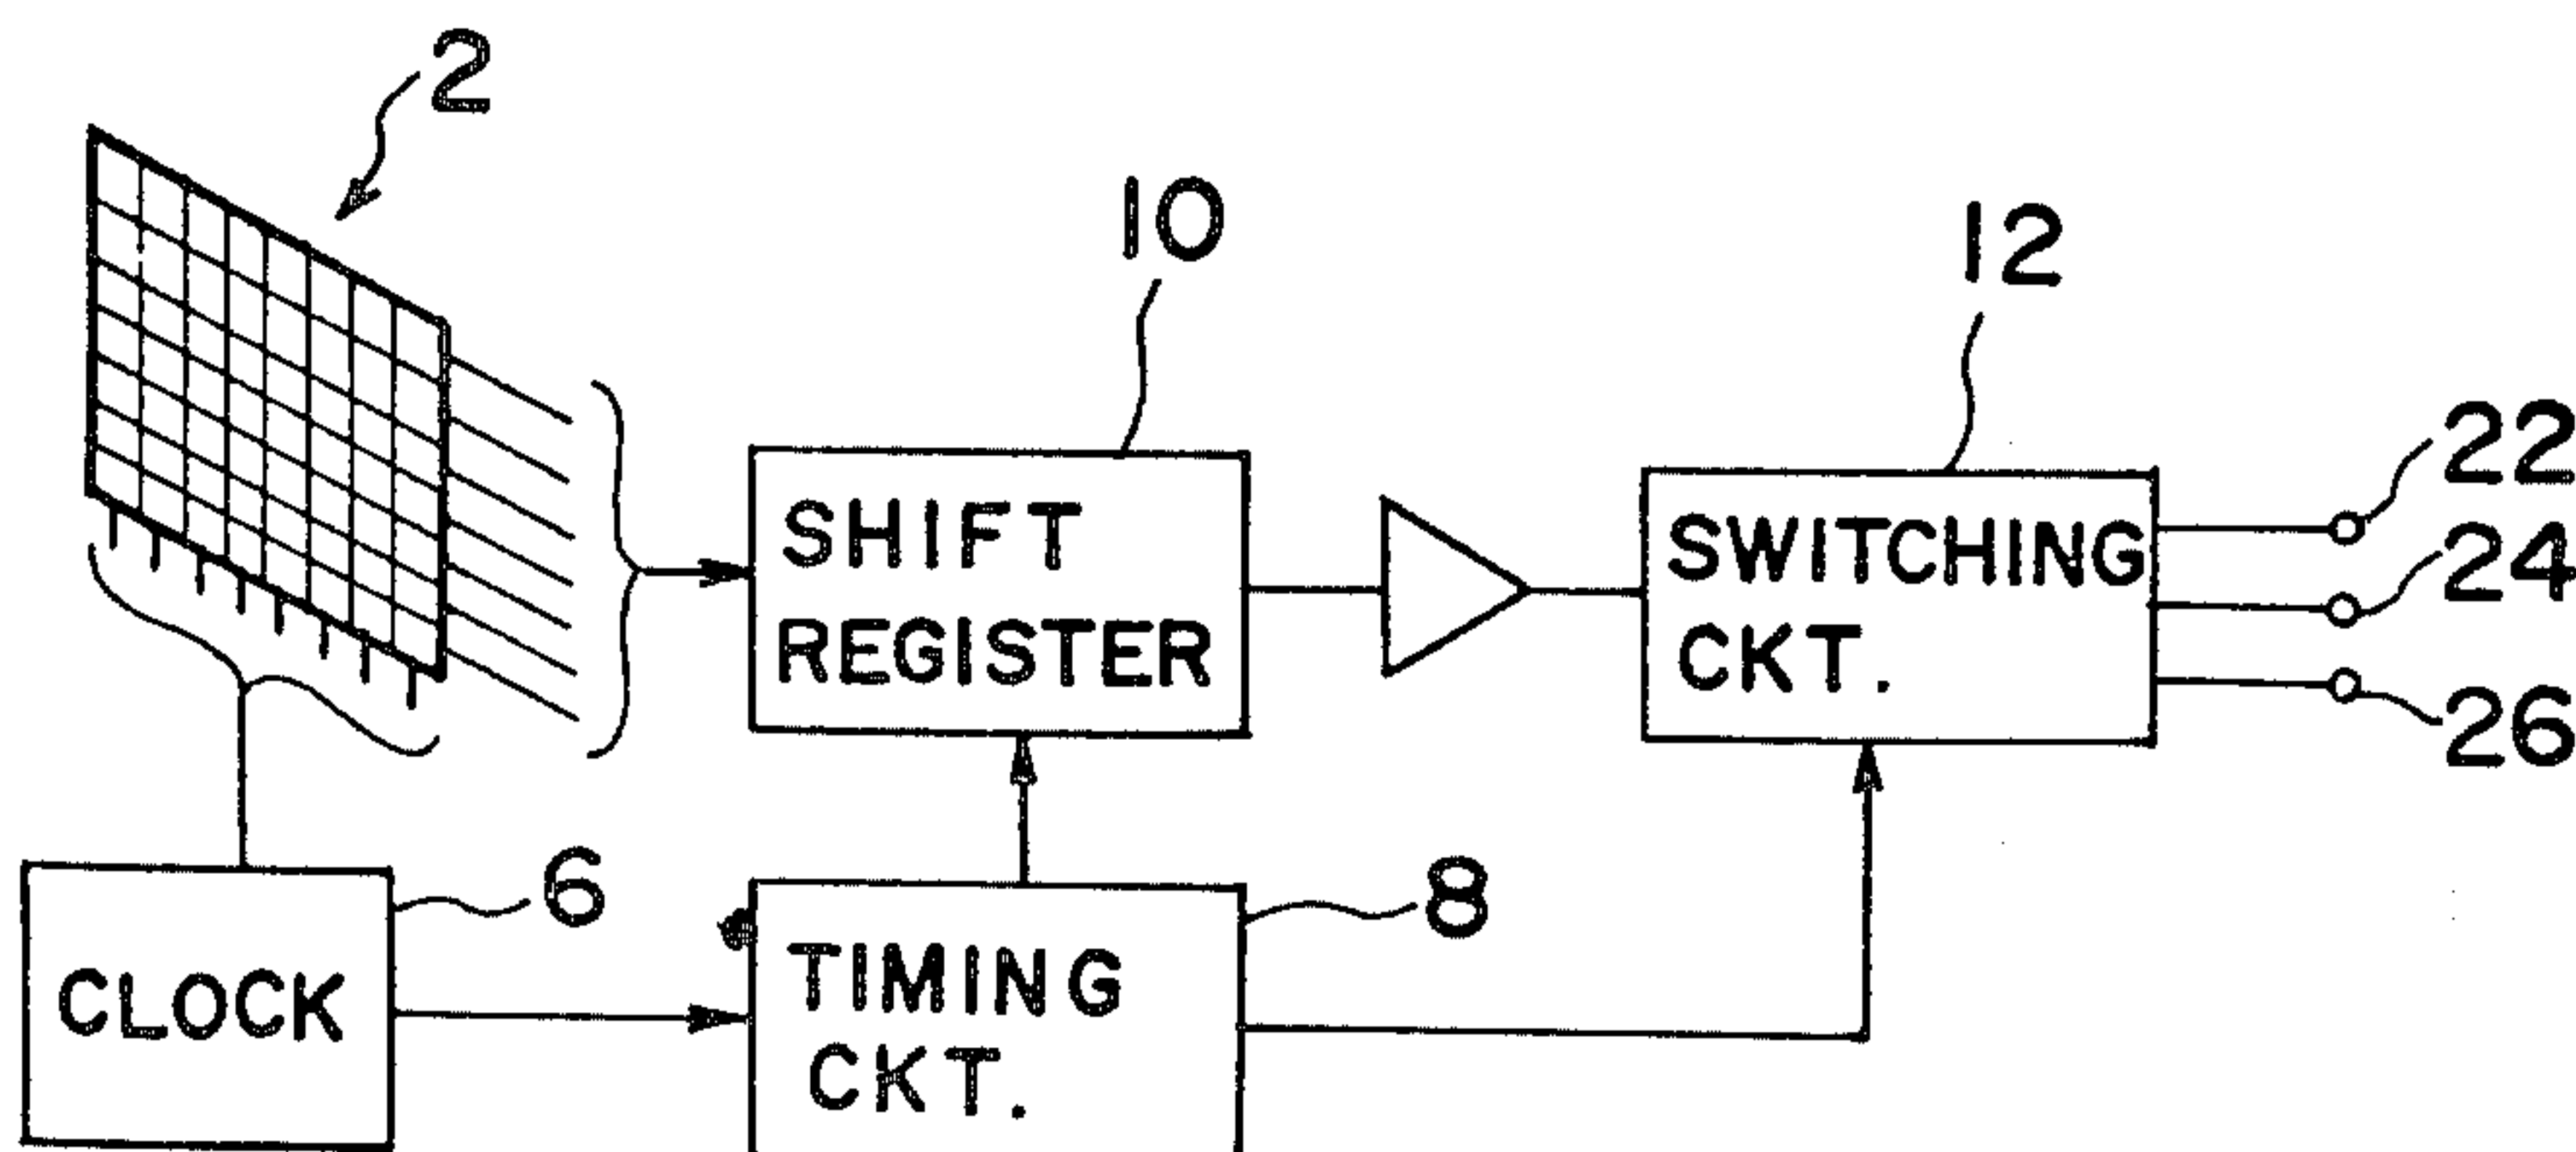 2
10
12
22
SHIFT
REGISTER
SWITCHING
CKT.
24
26
6
8
CLOCK
TIMING
CKT.